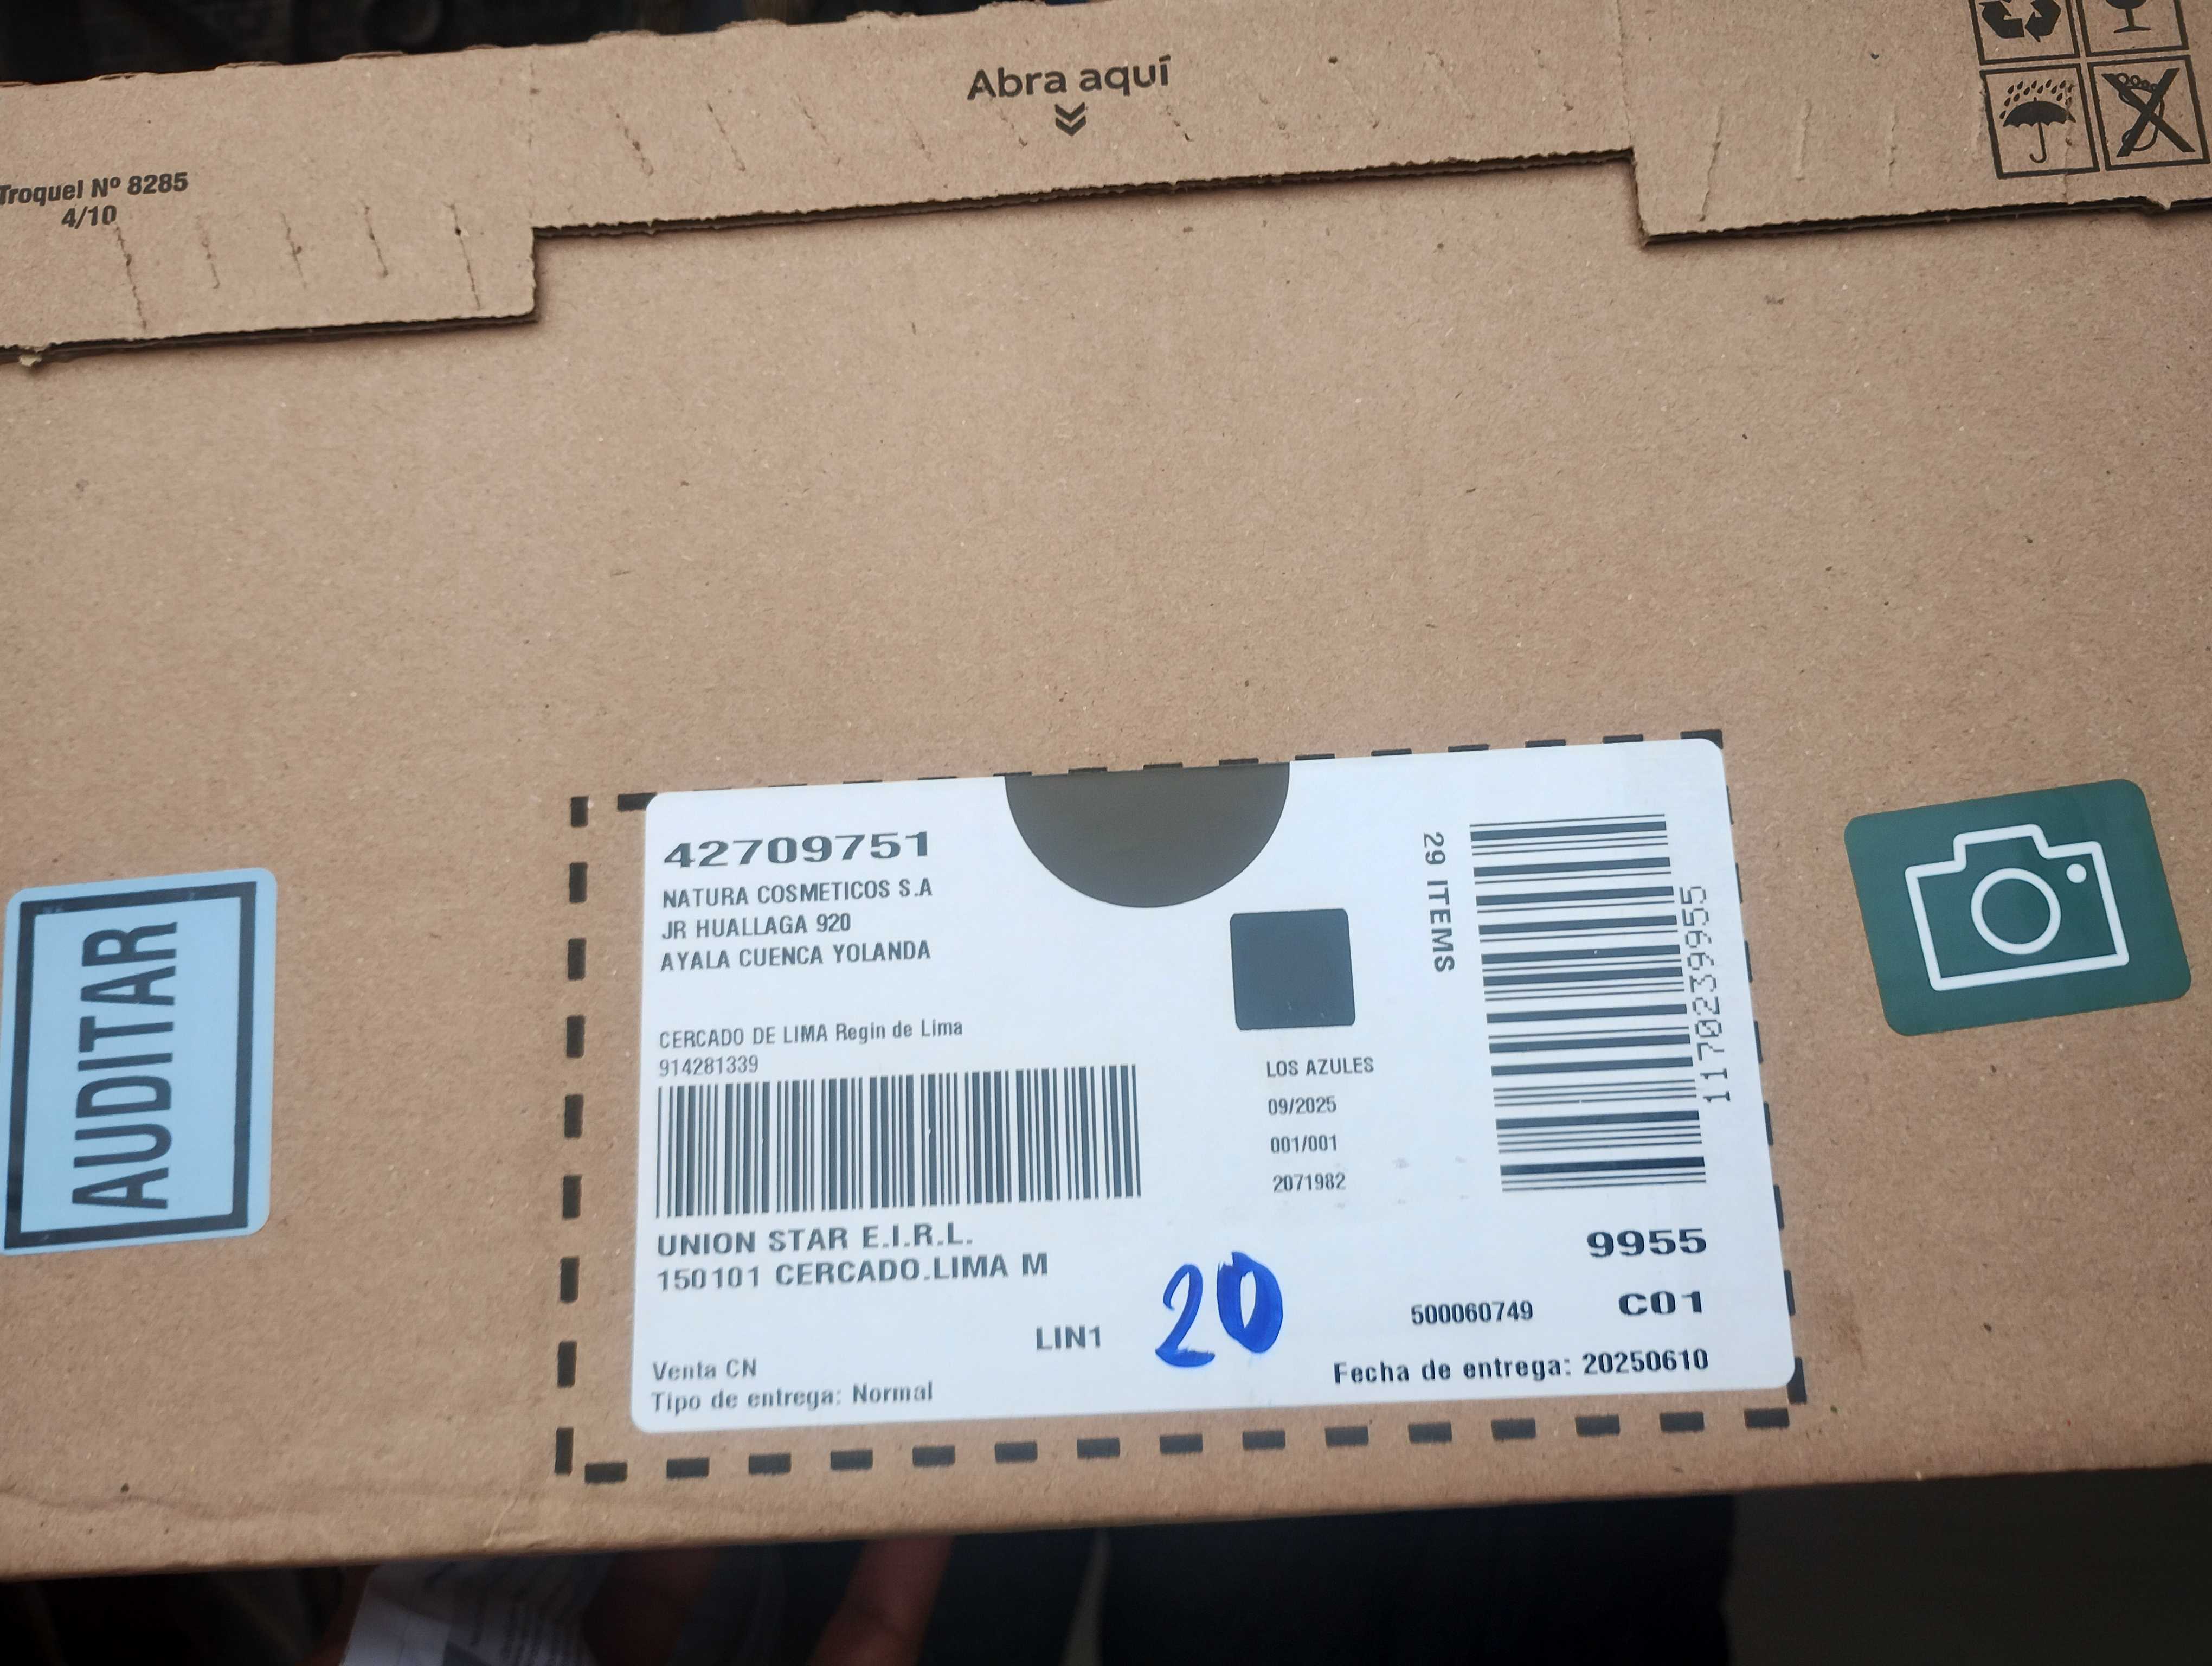 Abra aquí
Troquel Nº 8285
4/10
AUDITAR
42709751
NATURA COSMETICOS S.A
JR HUALLAGA 920
AYALA CUENCA YOLANDA
CERCADO DE LIMA Regin de Lima
914281339
UNION STAR E.I.R.L.
150101 CERCADO.LIMA M
LIN1
20
Venta CN
Tipo de entrega: Normal
LOS AZULES
09/2025
001/001
2071982
29 ITEMS
11702399955
9955
500060749 C01
Fecha de entrega: 20250610